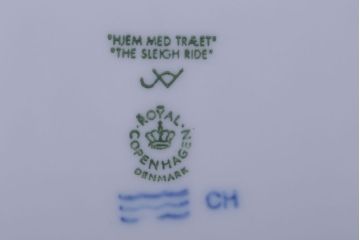 "HJEM MED TRÆET"
"THE SLEIGH RIDE"
ROYAL
COPENHAGEN
DENMARK
CH